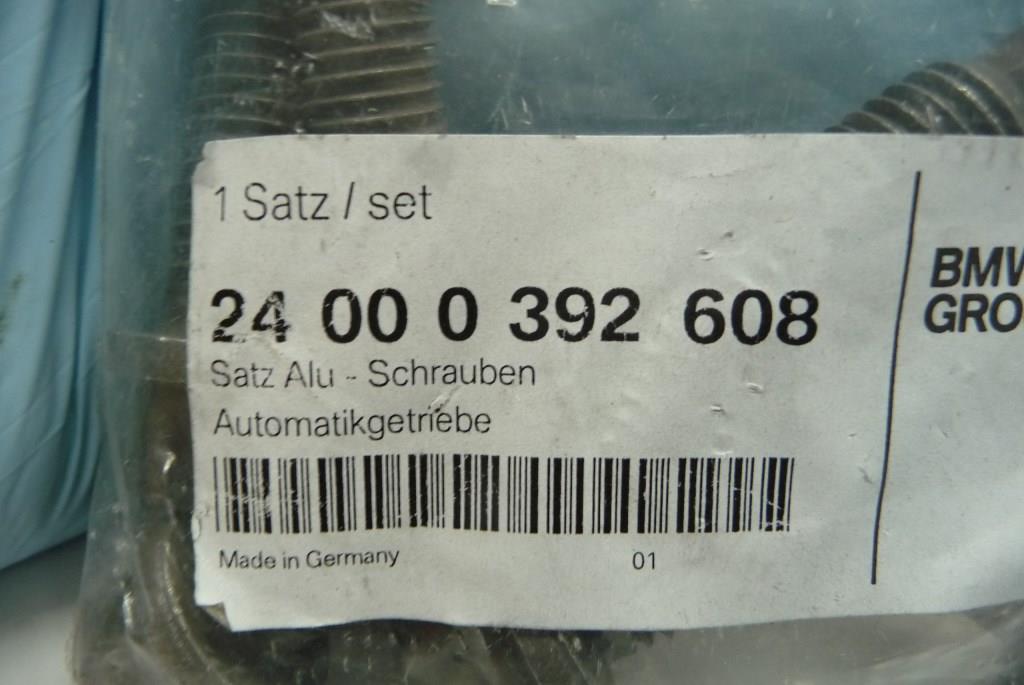 1 Satz / set
24 00 0 392 608
Satz Alu - Schrauben
Automatikgetriebe
Made in Germany 01
BMW
GRO